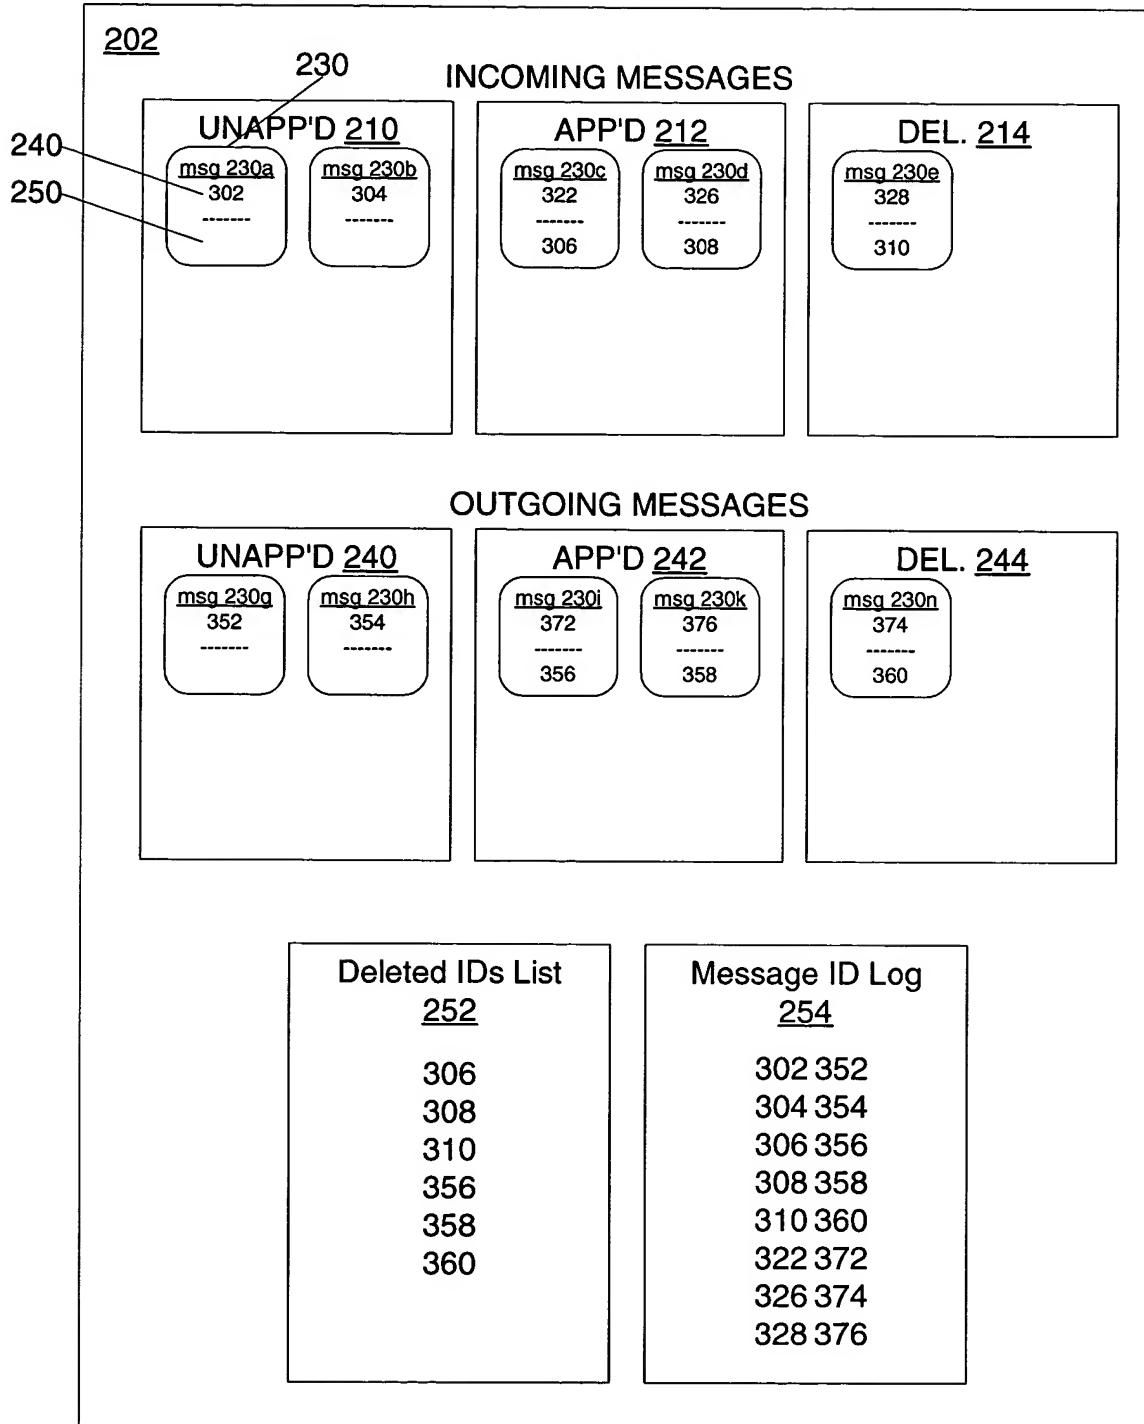 202
230
INCOMING MESSAGES
240
250
UNAPP'D 210
msg 230a
302
-------
msg 230b
304
-------
APP'D 212
msg 230c
322
-------
306
msg 230d
326
-------
308
DEL. 214
msg 230e
328
-------
310
OUTGOING MESSAGES
UNAPP'D 240
msg 230g
352
-------
msg 230h
354
-------
APP'D 242
msg 230i
372
-------
356
msg 230k
376
-------
358
DEL. 244
msg 230n
374
-------
360
Deleted IDs List
252
306
308
310
356
358
360
Message ID Log
254
302 352
304 354
306 356
308 358
310 360
322 372
326 374
328 376